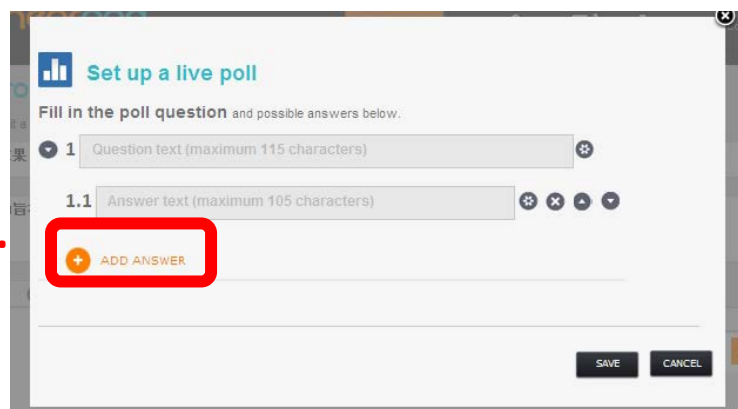 Set up a live poll
Fill in the poll question and possible answers below.
1 Question text (maximum 115 characters)
1.1 Answer text (maximum 105 characters)
ADD ANSWER
SAVE CANCEL